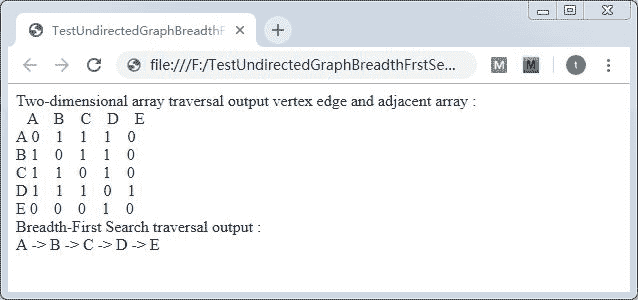 TestUndirectedGraphBreadthF
file:///F:/TestUndirectedGraphBreadthFrstSe...
M M t
Two-dimensional array traversal output vertex edge and adjacent array :
A B C D E
A 0 1 1 1 0
B 1 0 1 1 0
C 1 1 0 1 0
D 1 1 1 0 1
E 0 0 0 1 0
Breadth-First Search traversal output :
A -> B -> C -> D -> E